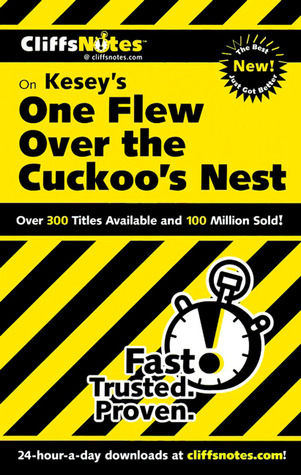 CliffsNotes™
@ cliffsnotes.com
The Best
New!
Just Got Better
On Kesey's
One Flew
Over the
Cuckoo's Nest
Over 300 Titles Available and 100 Million Sold!
Fast!
Trusted.
Proven.
24-hour-a-day downloads at cliffsnotes.com!